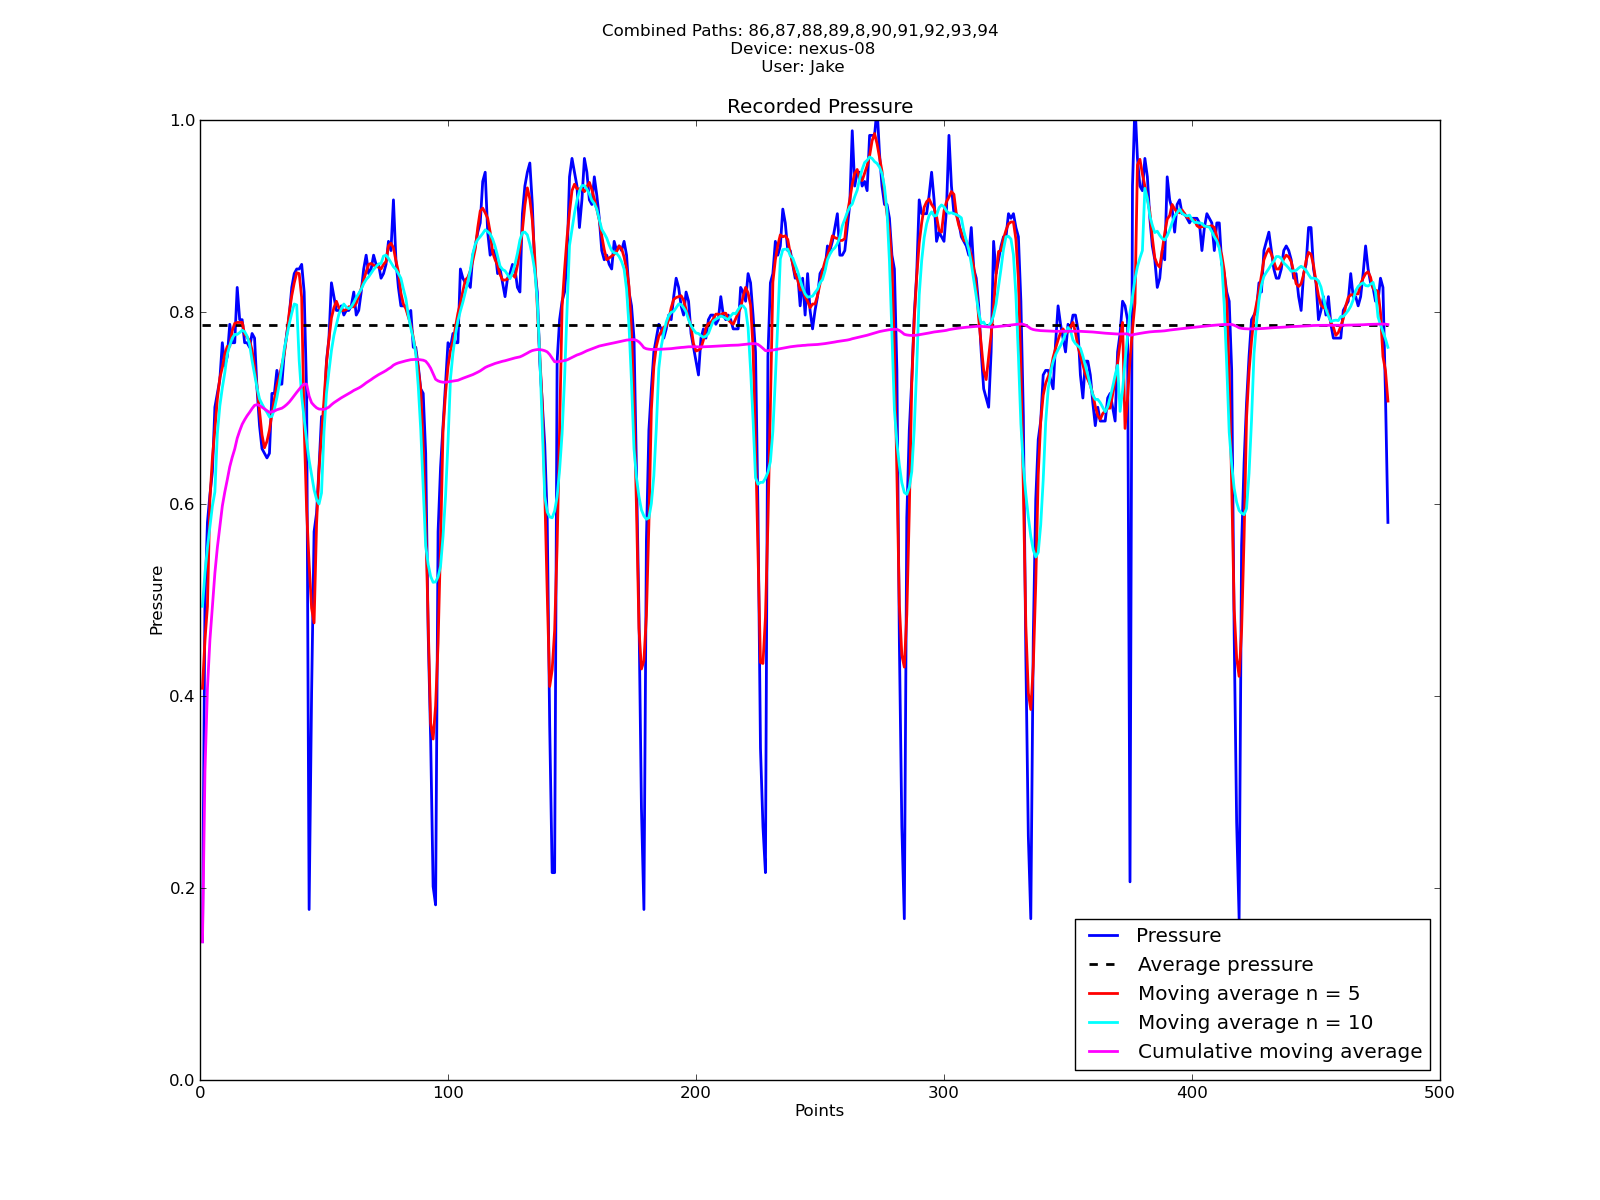 Combined Paths: 86,87,88,89,8,90,91,92,93,94
Device: nexus-08
User: Jake
Recorded Pressure
1.0
0.8
0.6
0.4
0.2
0.0
Pressure
0
100
200
300
400
500
Points
Pressure
Average pressure
Moving average n = 5
Moving average n = 10
Cumulative moving average